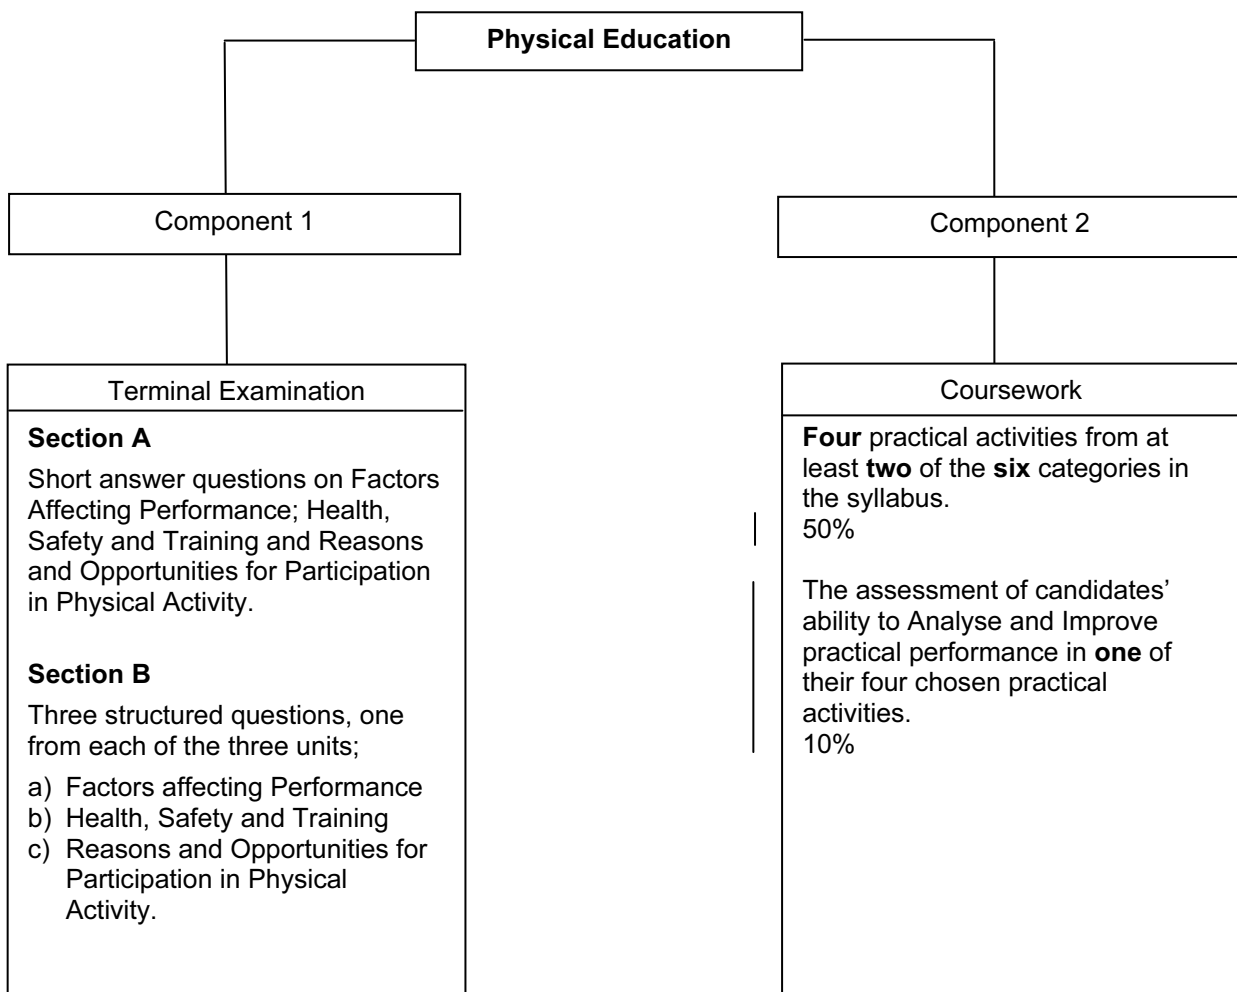 Physical Education
Component 1
Component 2
Terminal Examination
Section A
Short answer questions on Factors
Affecting Performance; Health,
Safety and Training and Reasons
and Opportunities for Participation
in Physical Activity.
Section B
Three structured questions, one
from each of the three units;
a) Factors affecting Performance
b) Health, Safety and Training
c) Reasons and Opportunities for
Participation in Physical
Activity.
Coursework
Four practical activities from at
least two of the six categories in
the syllabus.
50%
The assessment of candidates’
ability to Analyse and Improve
practical performance in one of
their four chosen practical
activities.
10%